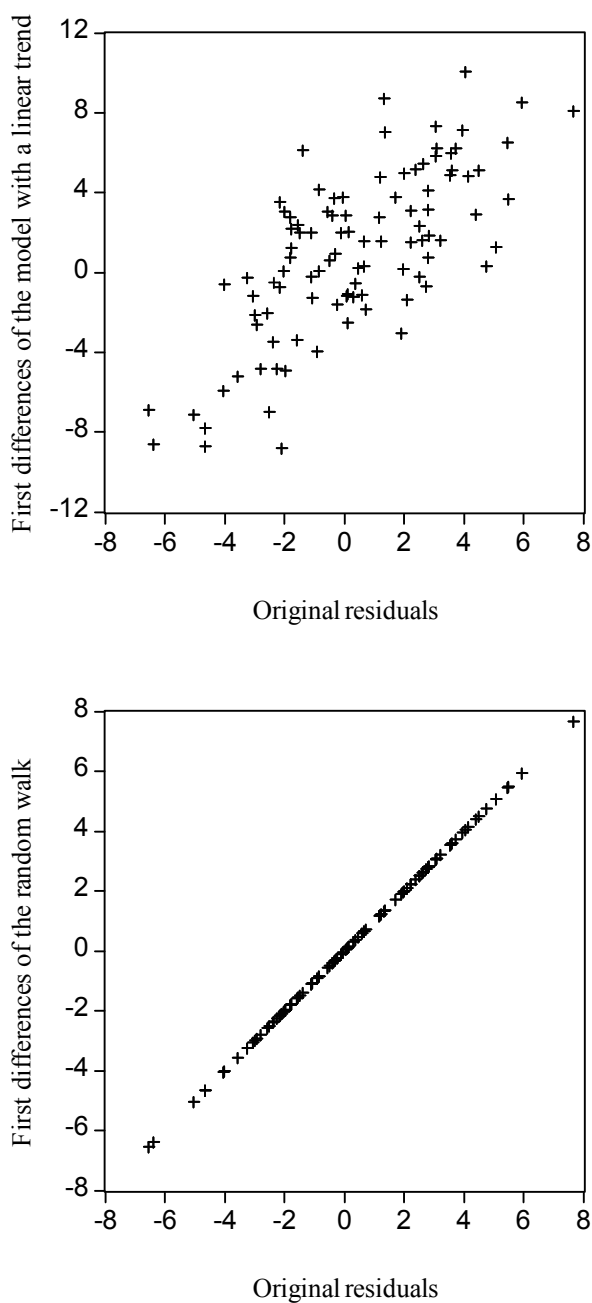 First differences of the model with a linear trend
12
8
4
0
-4
-8
-12
-8 -6 -4 -2 0 2 4 6 8
Original residuals
First differences of the random walk
8
6
4
2
0
-2
-4
-6
-8
-8 -6 -4 -2 0 2 4 6 8
Original residuals